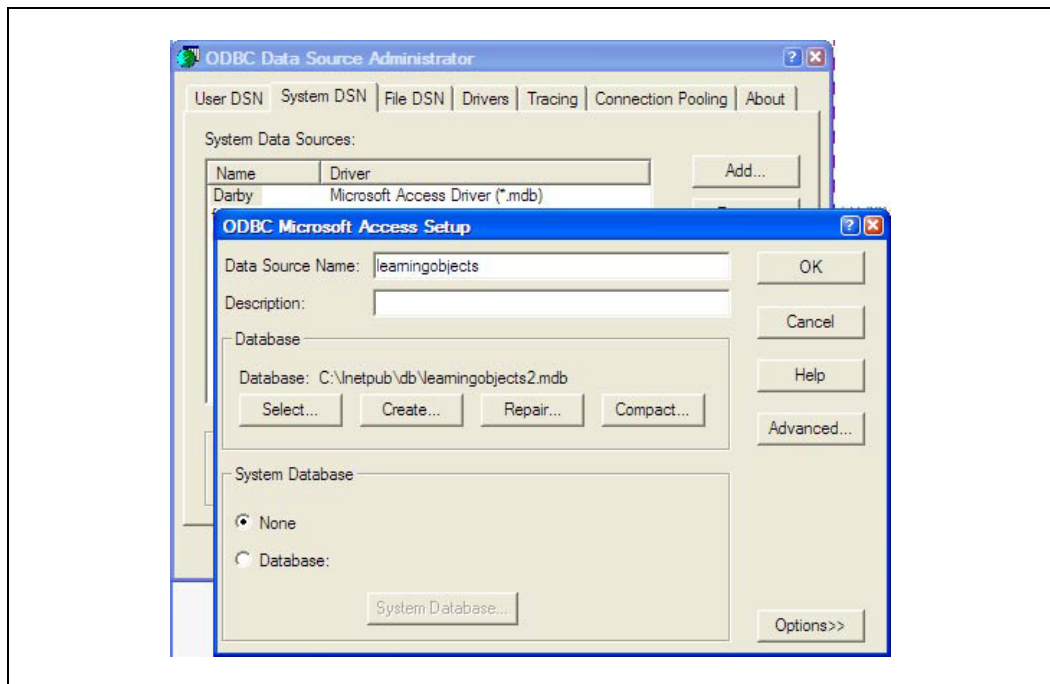 ODBC Data Source Administrator
User DSN System DSN File DSN Drivers Tracing Connection Pooling About
System Data Sources:
Name Driver
Add...
Darby Microsoft Access Driver (*.mdb)
ODBC Microsoft Access Setup
Data Source Name: learningobjects
OK
Description:
Cancel
Database
Database: C:\Inetpub\db\learningobjects2.mdb
Help
Select... Create... Repair... Compact...
Advanced...
System Database
None
Database:
System Database...
Options>>